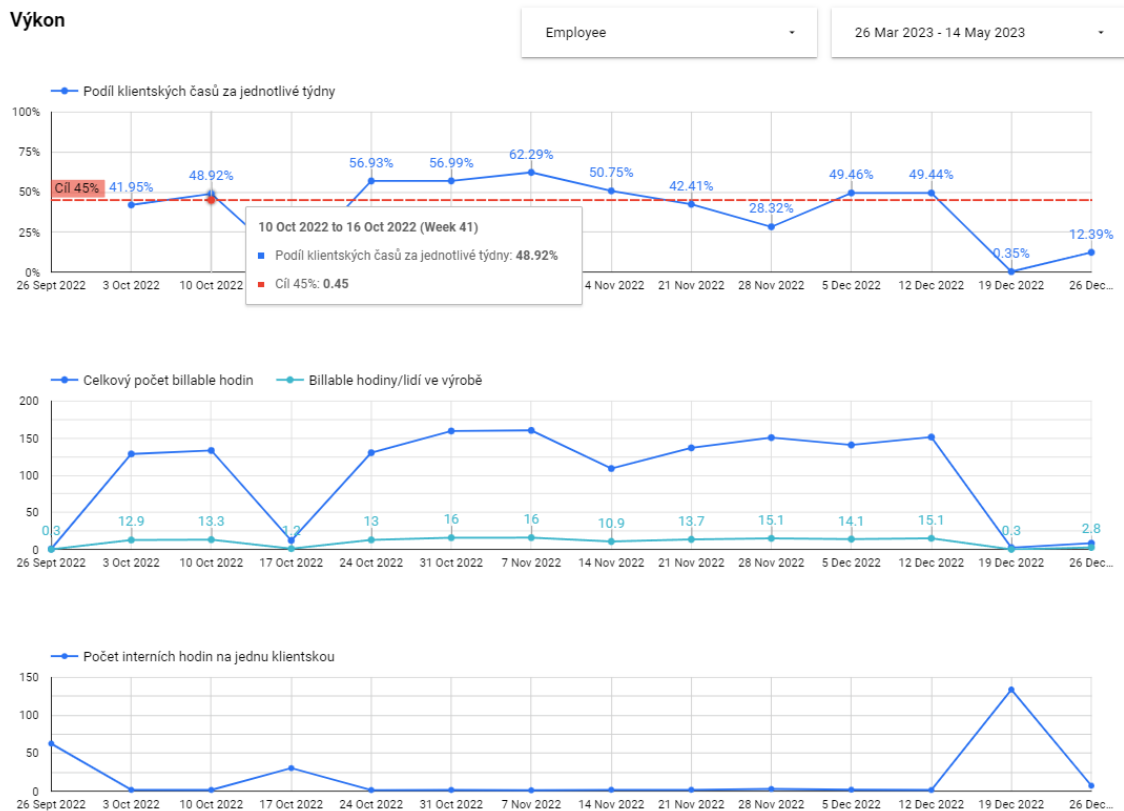 Výkon
Employee
26 Mar 2023 - 14 May 2023
Podíl klientských časů za jednotlivé týdny
100%
75%
50%
25%
0%
Cíl 45%
41.95%
48.92%
56.93%
56.99%
62.29%
50.75%
42.41%
28.32%
49.46%
49.44%
0.35%
12.39%
10 Oct 2022 to 16 Oct 2022 (Week 41)
Podíl klientských časů za jednotlivé týdny: 48.92%
Cíl 45%: 0.45
26 Sept 2022 3 Oct 2022 10 Oct 2022 4 Nov 2022 21 Nov 2022 28 Nov 2022 5 Dec 2022 12 Dec 2022 19 Dec 2022 26 Dec…
Celkový počet billable hodin Billable hodiny/lidí ve výrobě
200
150
100
50
0
0.3 12.9 13.3 1.2 13 16 16 10.9 13.7 15.1 14.1 15.1 0.3 2.8
26 Sept 2022 3 Oct 2022 10 Oct 2022 17 Oct 2022 24 Oct 2022 31 Oct 2022 7 Nov 2022 14 Nov 2022 21 Nov 2022 28 Nov 2022 5 Dec 2022 12 Dec 2022 19 Dec 2022 26 Dec…
Počet interních hodin na jednu klientskou
150
100
50
0
26 Sept 2022 3 Oct 2022 10 Oct 2022 17 Oct 2022 24 Oct 2022 31 Oct 2022 7 Nov 2022 14 Nov 2022 21 Nov 2022 28 Nov 2022 5 Dec 2022 12 Dec 2022 19 Dec 2022 26 Dec…